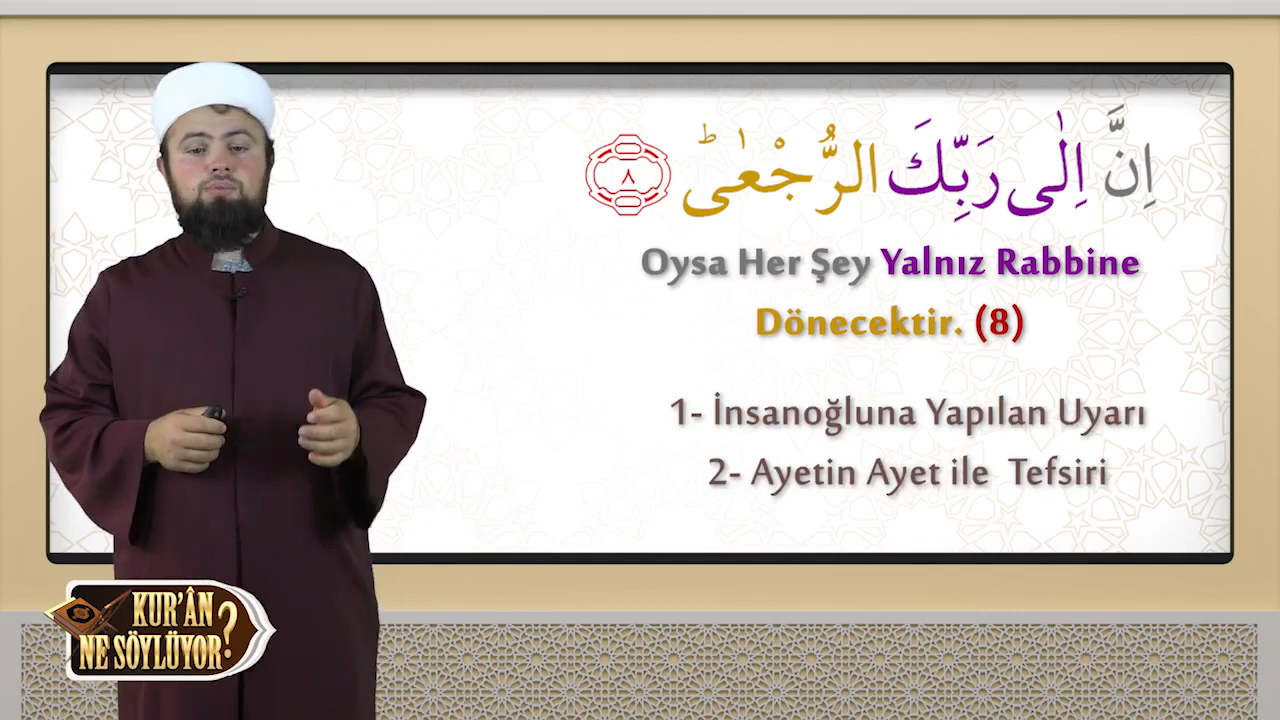 اِنَّ اِلٰى رَبِّكَ الرُّجْعٰىؕ ٨
Oysa Her Şey Yalnız Rabbine
Dönecektir. (8)
1- İnsanoğluna Yapılan Uyarı
2- Ayetin Ayet ile Tefsiri
KUR'ÂN
NE SÖYLÜYOR?